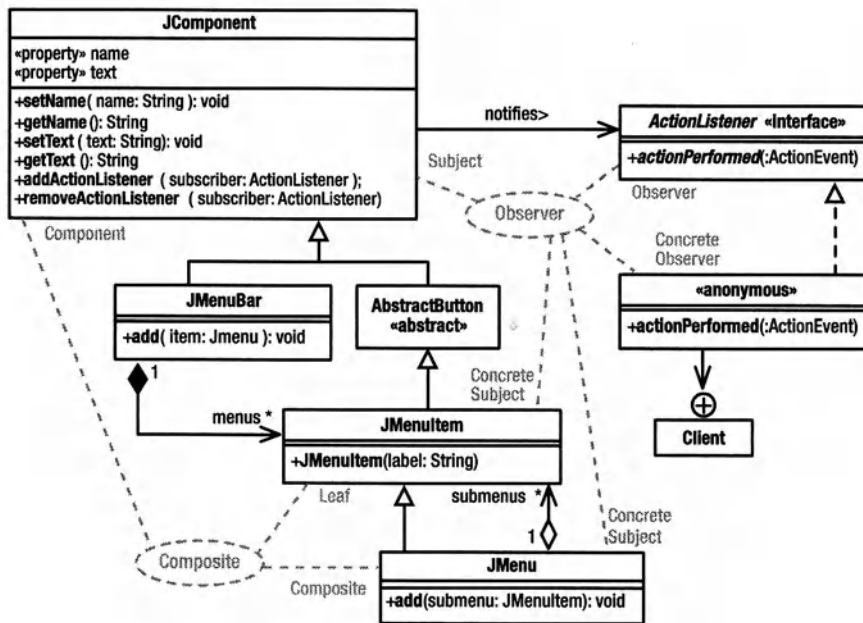 JComponent
«property» name
«property» text
+setName( name: String ): void
+getName (): String
+setText ( text: String): void
+getText (): String
+addActionListener ( subscriber: ActionListener );
+removeActionListener ( subscriber: ActionListener)
notifies>
ActionListener «Interface»
+actionPerformed(:ActionEvent)
Subject
Observer
Observer
Component
Concrete
Observer
JMenuBar
+add( item: Jmenu ): void
AbstractButton
«abstract»
«anonymous»
+actionPerformed(:ActionEvent)
1
Concrete
Subject
menus *
JMenuItem
+JMenuItem(label: String)
Client
Leaf
submenus *
Concrete
Subject
1
Composite
Composite
JMenu
+add(submenu: JMenuItem): void